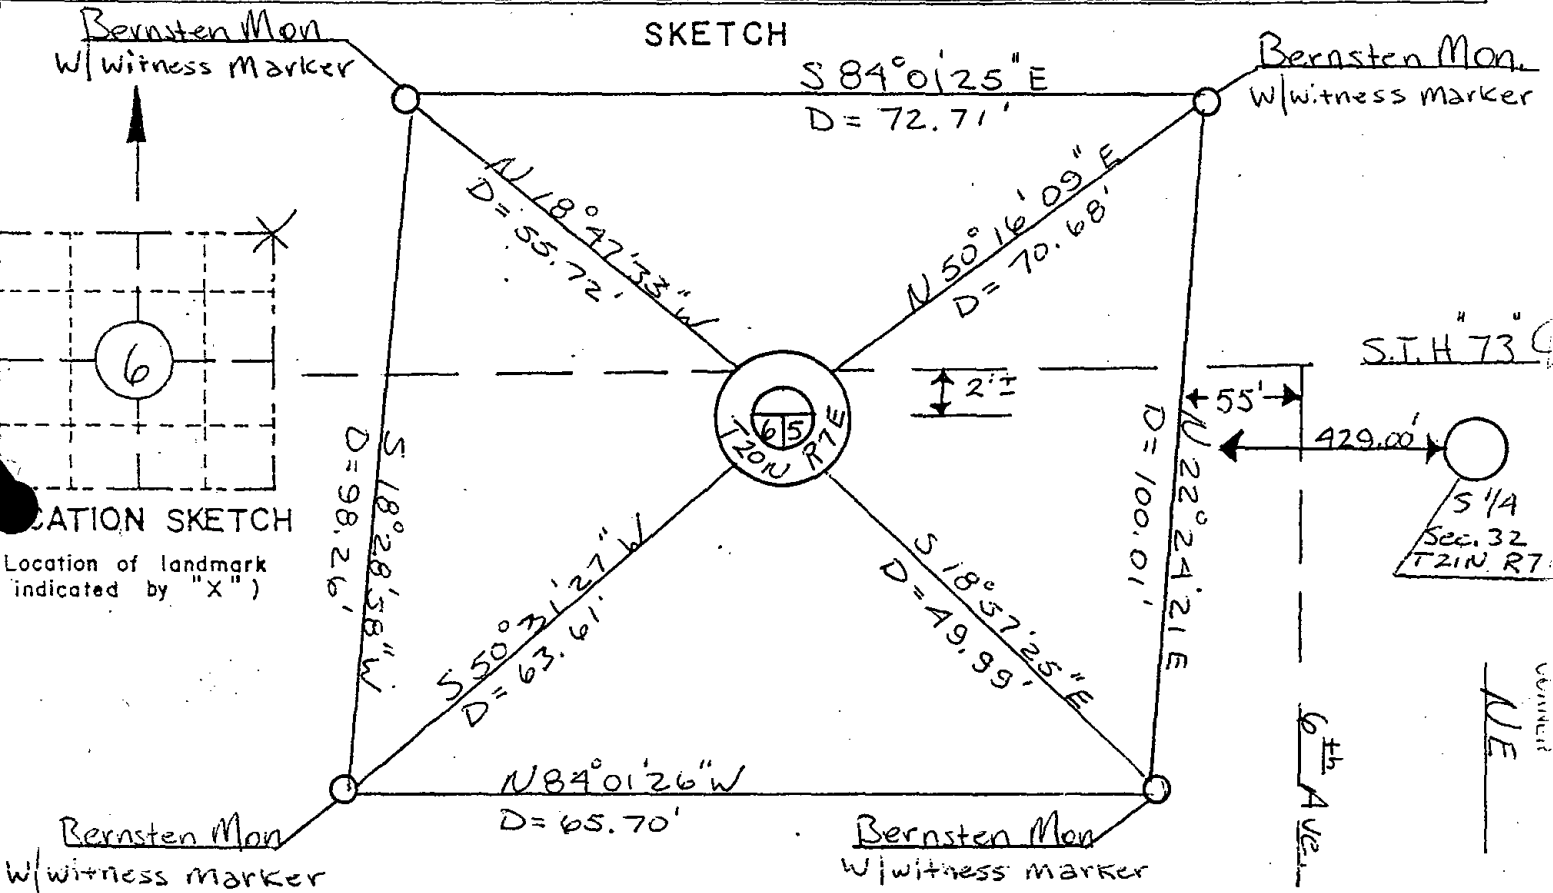 SKETCH
Bernsten Mon
W/witness Marker
Bernsten Mon.
W/witness Marker
S 84°01'25" E
D = 72.71'
N 18°47'33" W
D = 55.72'
N 50°16'09" E
D = 70.68'
6
S.T.H "73"
2'±
55'
429.00'
6 5
T20N R7E
S 1/4
Sec. 32
T21N R7
S 18°28'58" W
D = 98.26'
N 22°24'21 E
D = 100.01'
CATION SKETCH
Location of landmark
indicated by "X")
S 50°31'27" W
D = 63.61'
S 18°57'25" E
D = 49.99'
6th Ave.
NE
N84°01'26"W
D= 65.70'
Bernsten Mon
W/witness Marker
Bernsten Mon
W/witness Marker